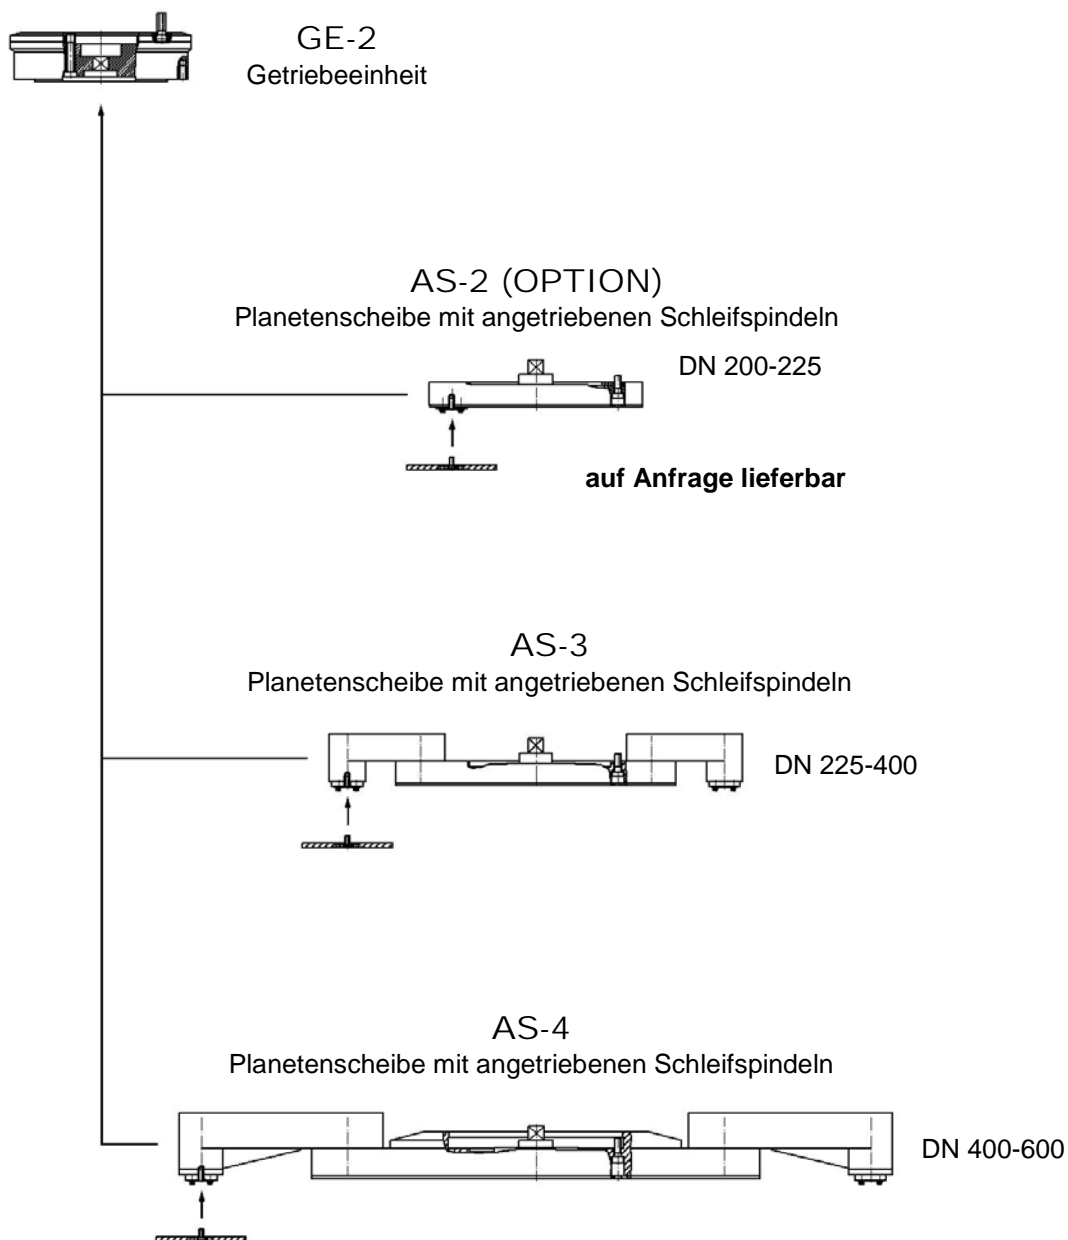 GE-2
Getriebeeinheit
AS-2 (OPTION)
Planetenscheibe mit angetriebenen Schleifspindeln
DN 200-225
auf Anfrage lieferbar
AS-3
Planetenscheibe mit angetriebenen Schleifspindeln
DN 225-400
AS-4
Planetenscheibe mit angetriebenen Schleifspindeln
DN 400-600